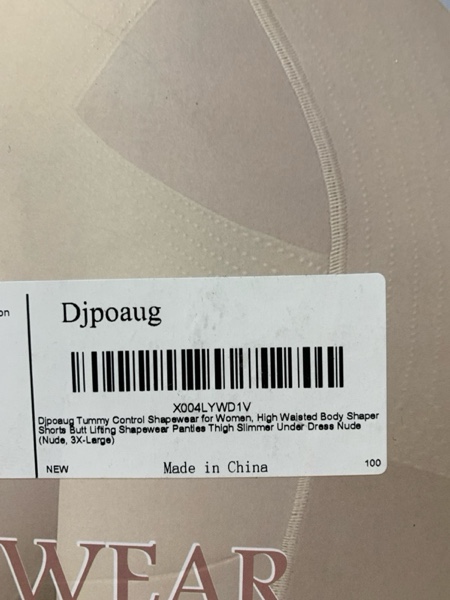 on
Djpoaug
X004LYWD1V
Djpoaug Tummy Control Shapewear for Women, High Waisted Body Shaper
Shorts Butt Lifting Shapewear Panties Thigh Slimmer Under Dress Nude
(Nude, 3X-Large)
NEW
Made in China
100
WEAR